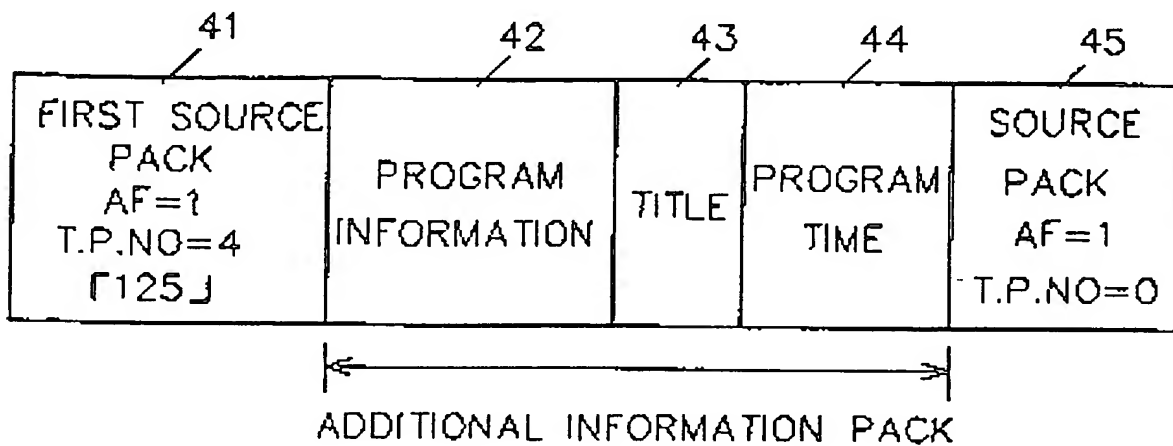 41 42 43 44 45
FIRST SOURCE
PACK
AF=1
T.P.NO=4
「125」
PROGRAM
INFORMATION
TITLE
PROGRAM
TIME
SOURCE
PACK
AF=1
T.P.NO=0
ADDITIONAL INFORMATION PACK